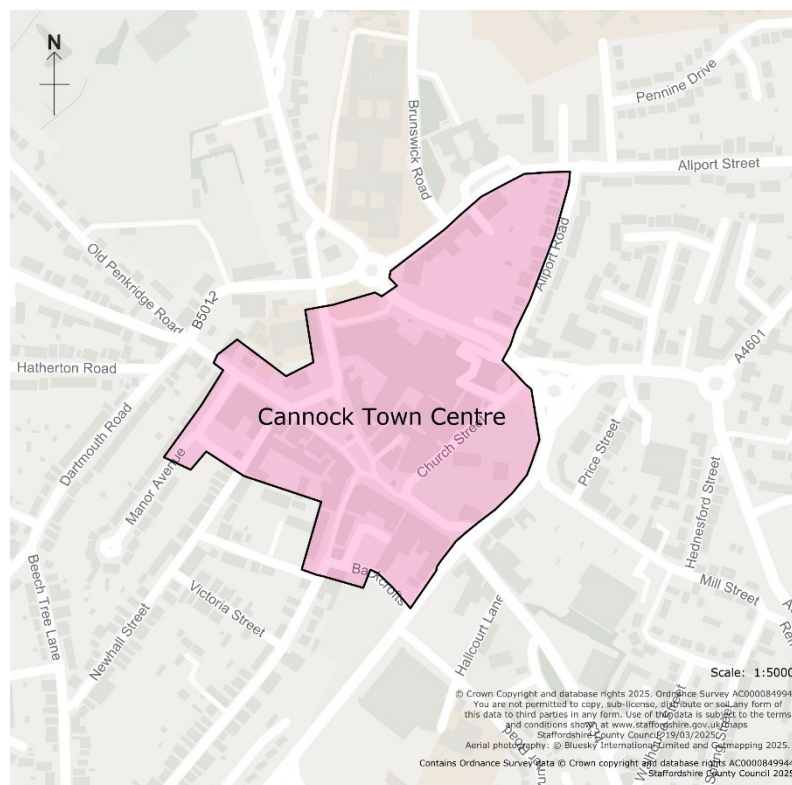 N
Pennine Drive
Brunswick Road
Allport Street
Old Penkridge Road
Allport Road
B5012
A4601
Hatherton Road
Dartmouth Road
Cannock Town Centre
Church Street
Price Street
Manor Avenue
Hednesford Street
Beech Tree Lane
Backcrofts
Mill Street
Victoria Street
Newhall Street
Hallcourt Lane
Scale: 1:5000
© Crown Copyright and database rights 2025. Ordnance Survey AC0000849944
You are not permitted to copy, sub-license, distribute or sell any form of
this data to third parties in any form. Use of this data is subject to the terms
and conditions shown at www.staffordshire.gov.uk/maps
Staffordshire County Council 19/03/2025
Aerial photography: © Bluesky International Limited and Getmapping 2025.
Walhouse Street
Contains Ordnance Survey data © Crown copyright and database rights AC0000849944
Staffordshire County Council 2025